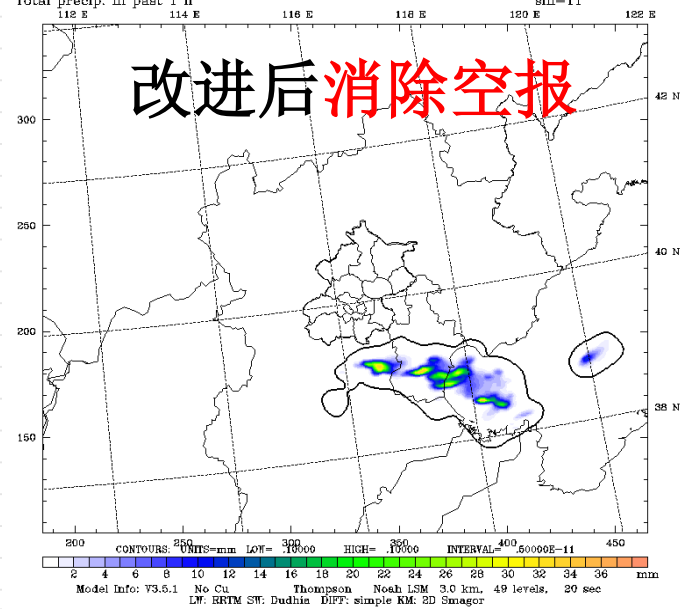 Total precip. in past 1 h sm=11
112 E 114 E 116 E 118 E 120 E 122 E
改进后消除空报
42 N
300
250
40 N
200
38 N
150
200 250 300 350 400 450
CONTOURS: UNITS=mm LOW= .10000 HIGH= .10000 INTERVAL= .50000E-11
2 4 6 8 10 12 14 16 18 20 22 24 26 28 30 32 34 36 mm
Model Info: V3.5.1 No Cu Thompson Noah LSM 3.0 km, 49 levels, 20 sec
LW: RRTM SW: Dudhia DIFF: simple KM: 2D Smagor